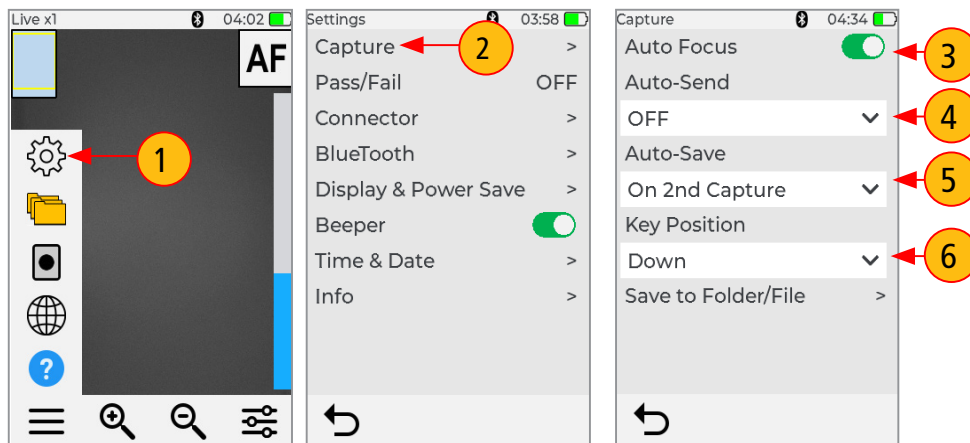 Live x1 04:02
AF
1
?
Settings 03:58
Capture >
2
Pass/Fail OFF
Connector >
BlueTooth >
Display & Power Save >
Beeper
Time & Date >
Info >
Capture 04:34
Auto Focus
3
Auto-Send
OFF
4
Auto-Save
On 2nd Capture
5
Key Position
Down
6
Save to Folder/File >